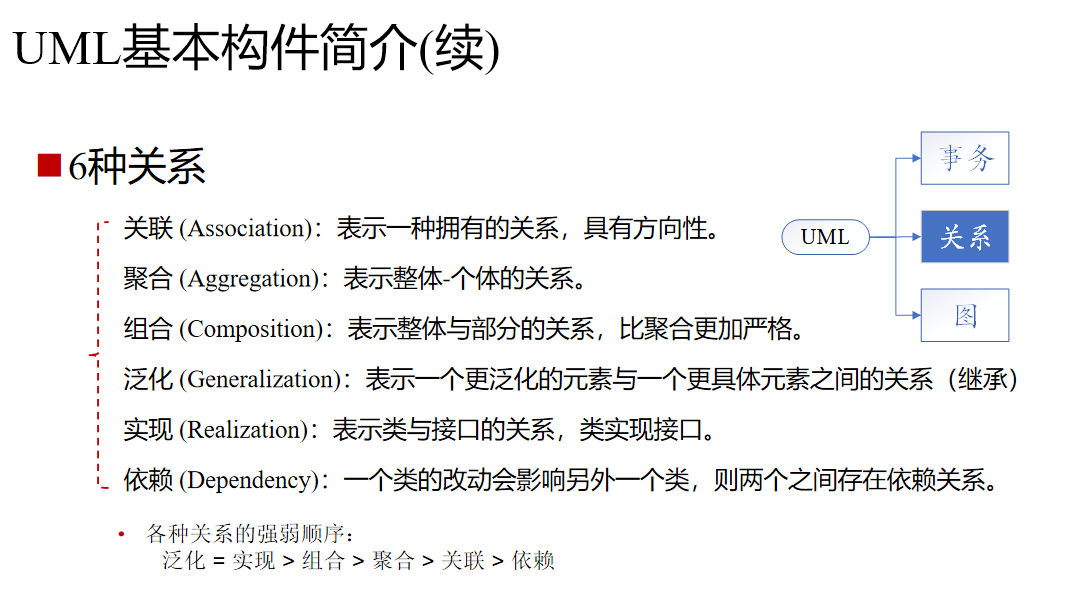 UML基本构件简介(续)
6种关系
关联 (Association)：表示一种拥有的关系，具有方向性。
聚合 (Aggregation)：表示整体-个体的关系。
组合 (Composition)：表示整体与部分的关系，比聚合更加严格。
泛化 (Generalization)：表示一个更泛化的元素与一个更具体元素之间的关系（继承）
实现 (Realization)：表示类与接口的关系，类实现接口。
依赖 (Dependency)：一个类的改动会影响另外一个类，则两个之间存在依赖关系。
• 各种关系的强弱顺序：
泛化 = 实现 > 组合 > 聚合 > 关联 > 依赖
UML
事务
关系
图